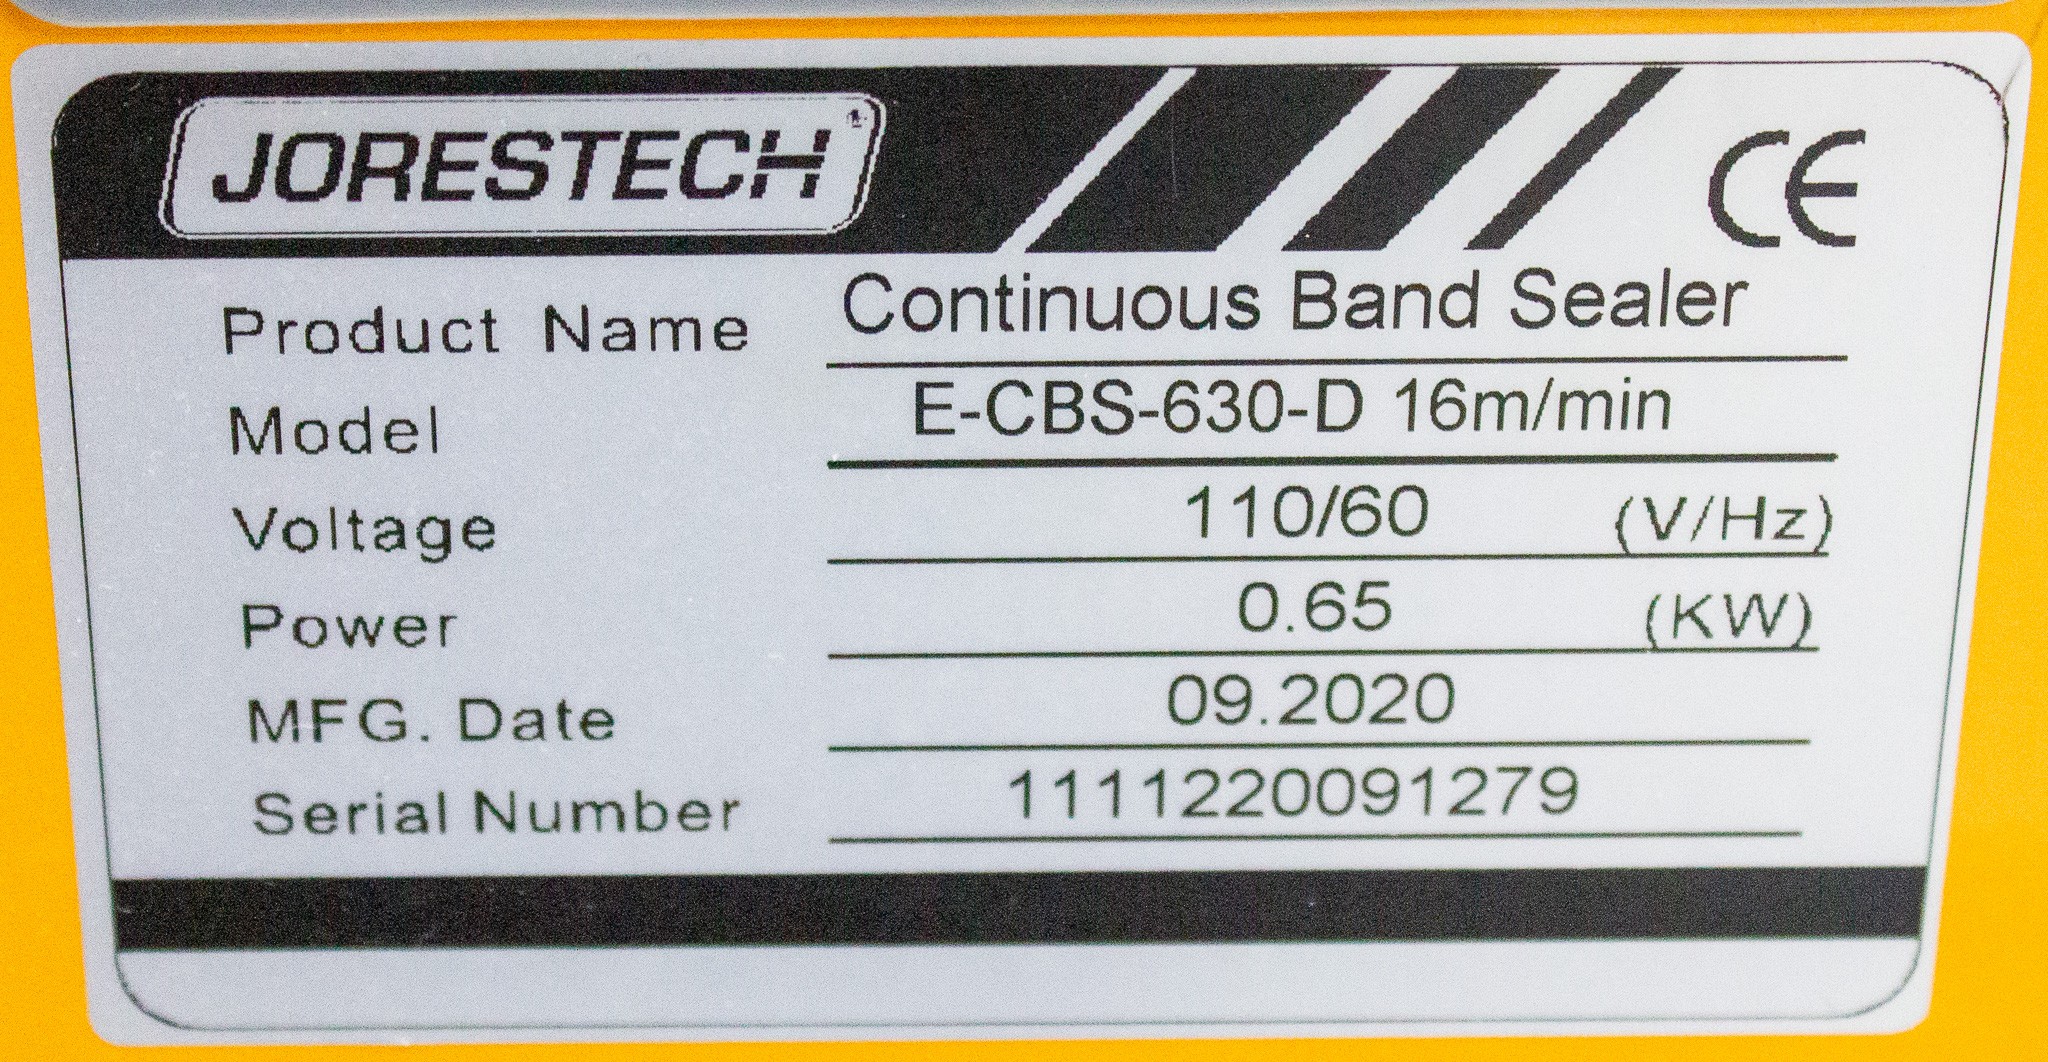 JORESTECH
CE
Product Name Continuous Band Sealer
Model E-CBS-630-D 16m/min
Voltage 110/60 (V/Hz)
Power 0.65 (KW)
MFG. Date 09.2020
Serial Number 1111220091279